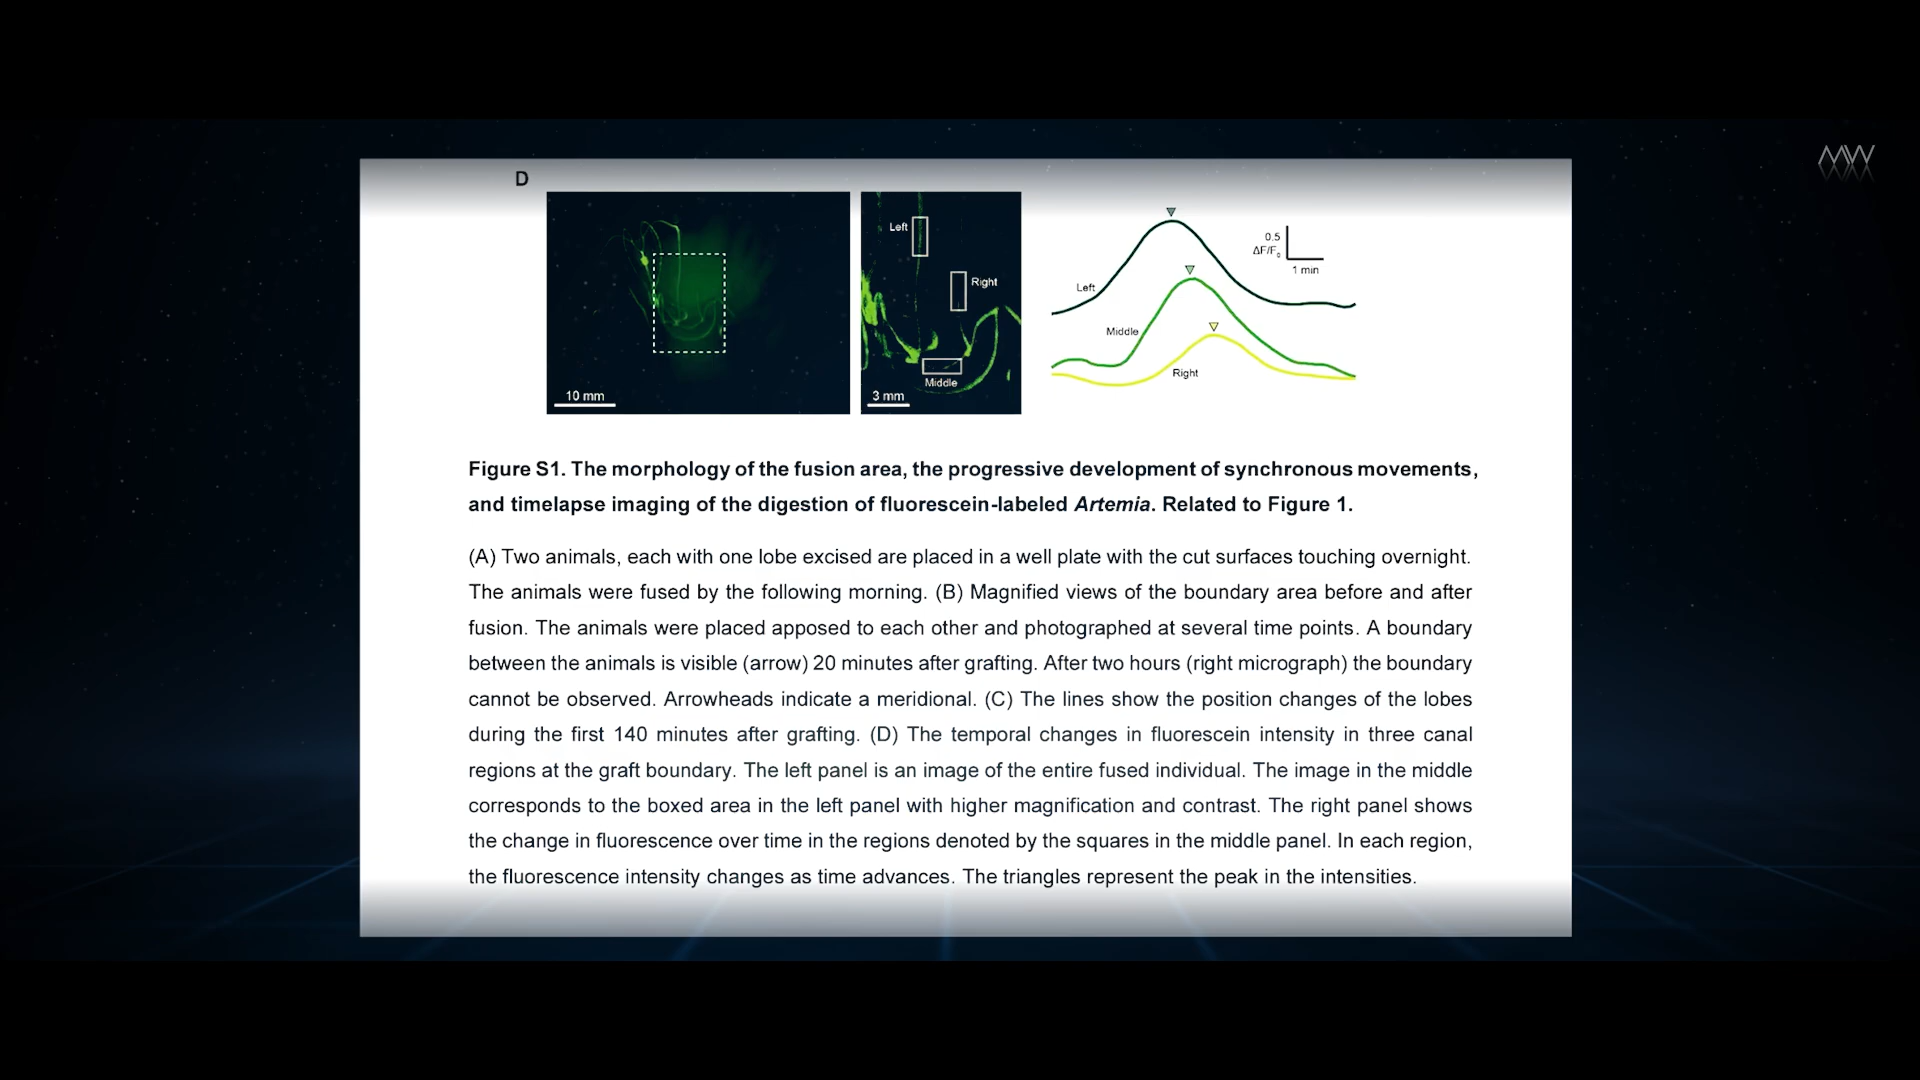 MW
D
Left
Right
Middle
10 mm
3 mm
Left
Middle
Right
0.5
ΔF/F₀
1 min
Figure S1. The morphology of the fusion area, the progressive development of synchronous movements,
and timelapse imaging of the digestion of fluorescein-labeled Artemia. Related to Figure 1.
(A) Two animals, each with one lobe excised are placed in a well plate with the cut surfaces touching overnight.
The animals were fused by the following morning. (B) Magnified views of the boundary area before and after
fusion. The animals were placed apposed to each other and photographed at several time points. A boundary
between the animals is visible (arrow) 20 minutes after grafting. After two hours (right micrograph) the boundary
cannot be observed. Arrowheads indicate a meridional. (C) The lines show the position changes of the lobes
during the first 140 minutes after grafting. (D) The temporal changes in fluorescein intensity in three canal
regions at the graft boundary. The left panel is an image of the entire fused individual. The image in the middle
corresponds to the boxed area in the left panel with higher magnification and contrast. The right panel shows
the change in fluorescence over time in the regions denoted by the squares in the middle panel. In each region,
the fluorescence intensity changes as time advances. The triangles represent the peak in the intensities.